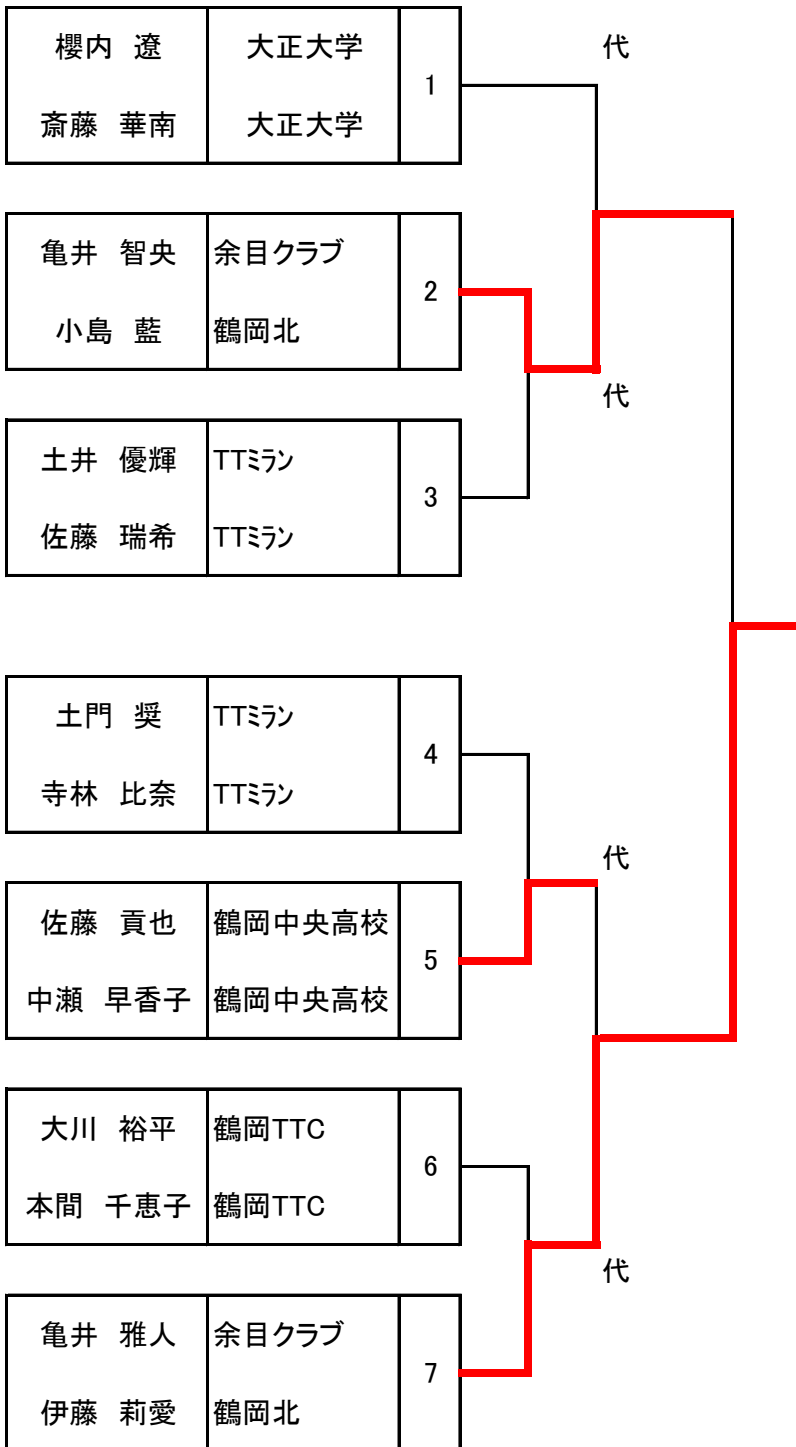 櫻内 遼 大正大学
代
1
斎藤 華南 大正大学
亀井 智央 余目クラブ
2
小島 藍 鶴岡北
代
土井 優輝 TTミラン
3
佐藤 瑞希 TTミラン
土門 奨 TTミラン
4
寺林 比奈 TTミラン
代
佐藤 貢也 鶴岡中央高校
5
中瀬 早香子 鶴岡中央高校
大川 裕平 鶴岡TTC
6
本間 千恵子 鶴岡TTC
代
亀井 雅人 余目クラブ
7
伊藤 莉愛 鶴岡北